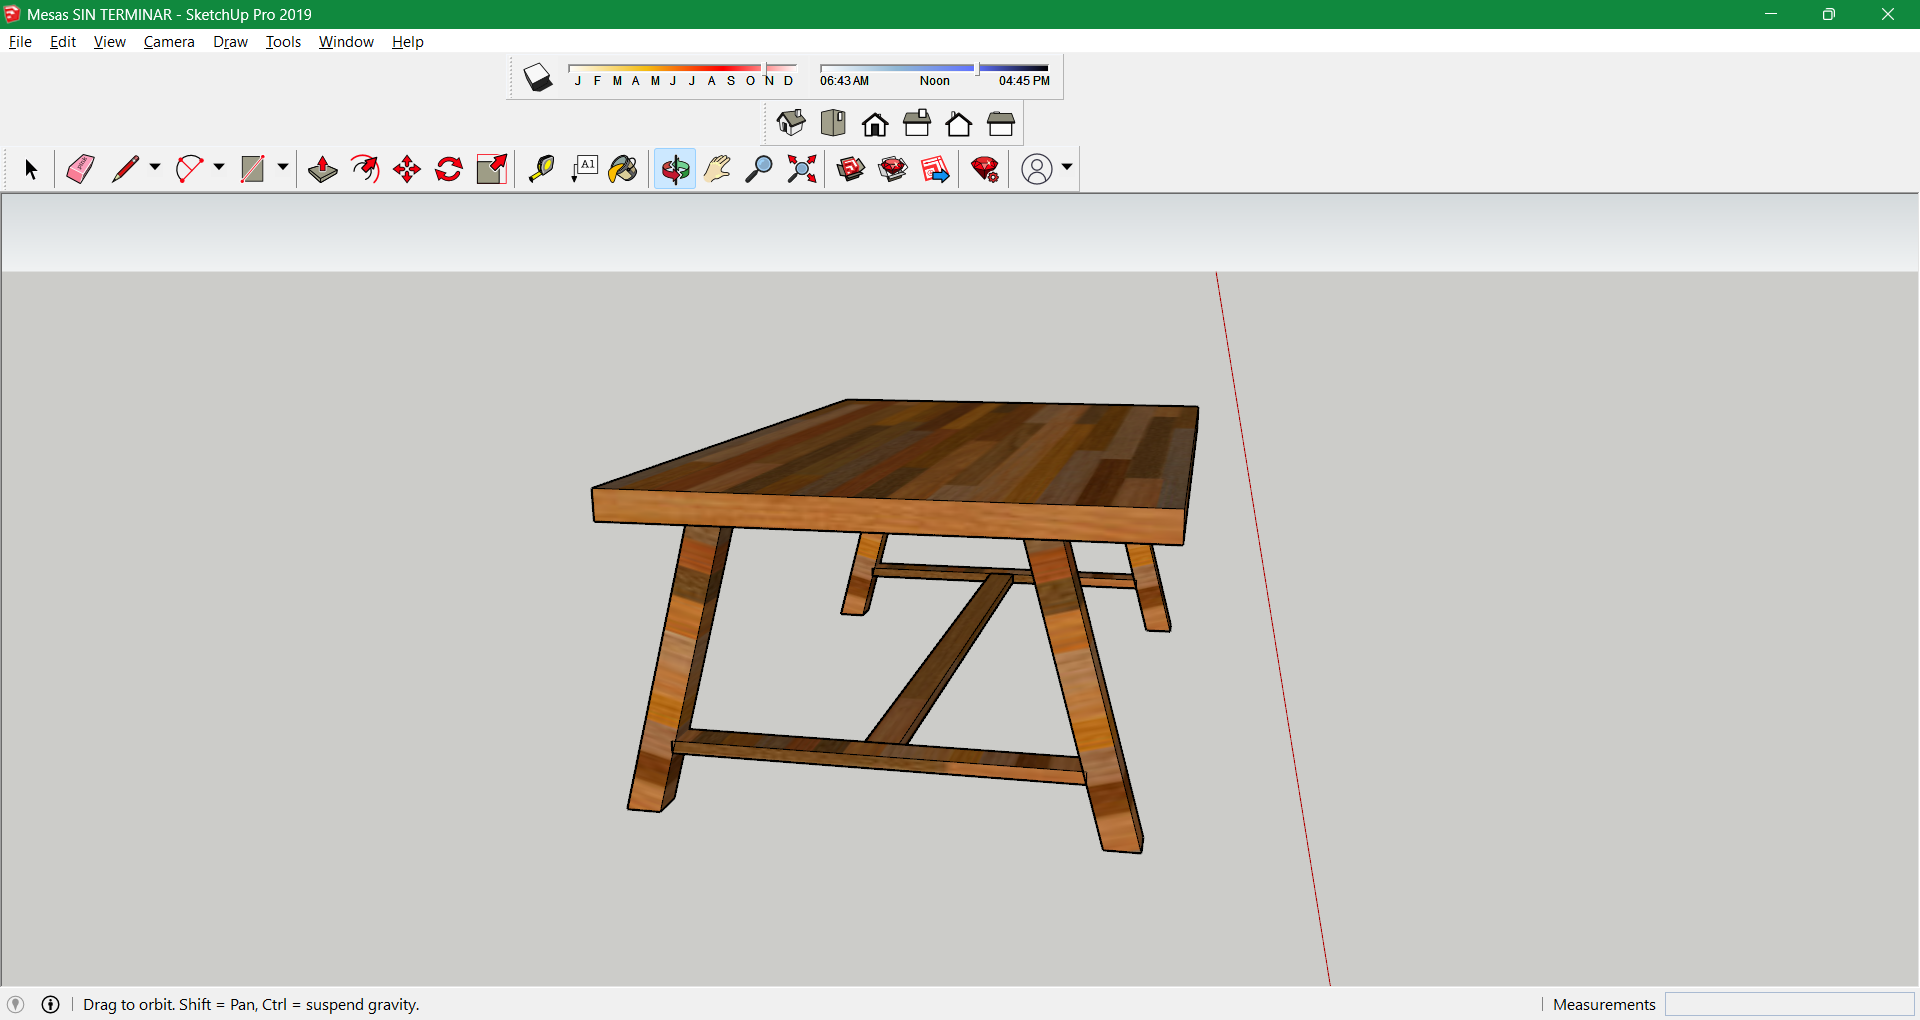 Mesas SIN TERMINAR - SketchUp Pro 2019
File Edit View Camera Draw Tools Window Help
J F M A M J J A S O N D
06:43 AM Noon 04:45 PM
A1
Drag to orbit. Shift = Pan, Ctrl = suspend gravity.
Measurements